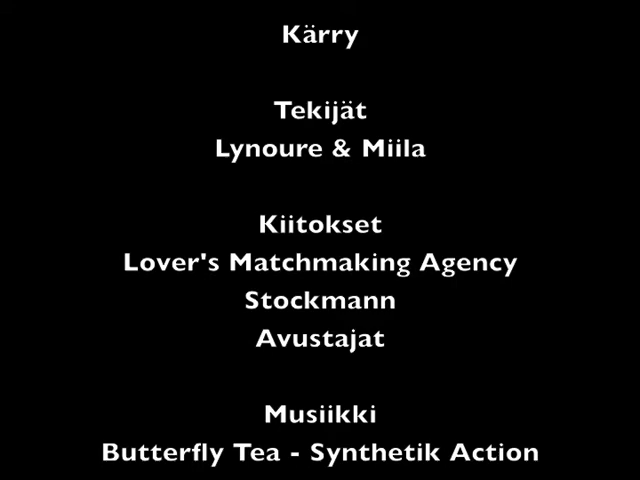 Kärry
Tekijät
Lynoure & Miila
Kiitokset
Lover's Matchmaking Agency
Stockmann
Avustajat
Musiikki
Butterfly Tea - Synthetik Action